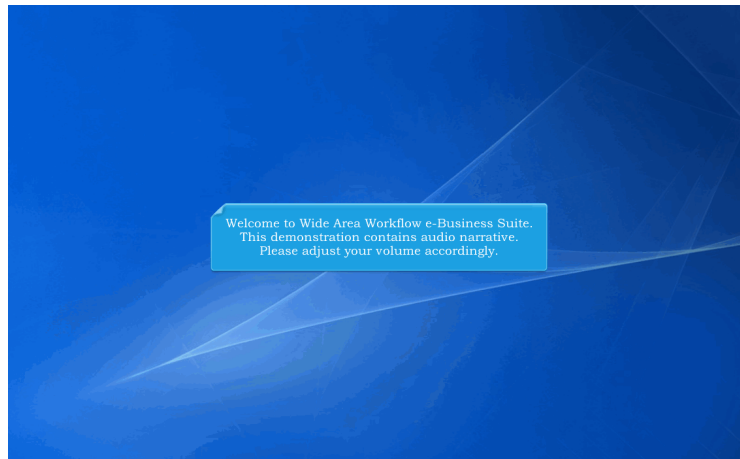 Welcome to Wide Area Workflow e-Business Suite.
This demonstration contains audio narrative.
Please adjust your volume accordingly.